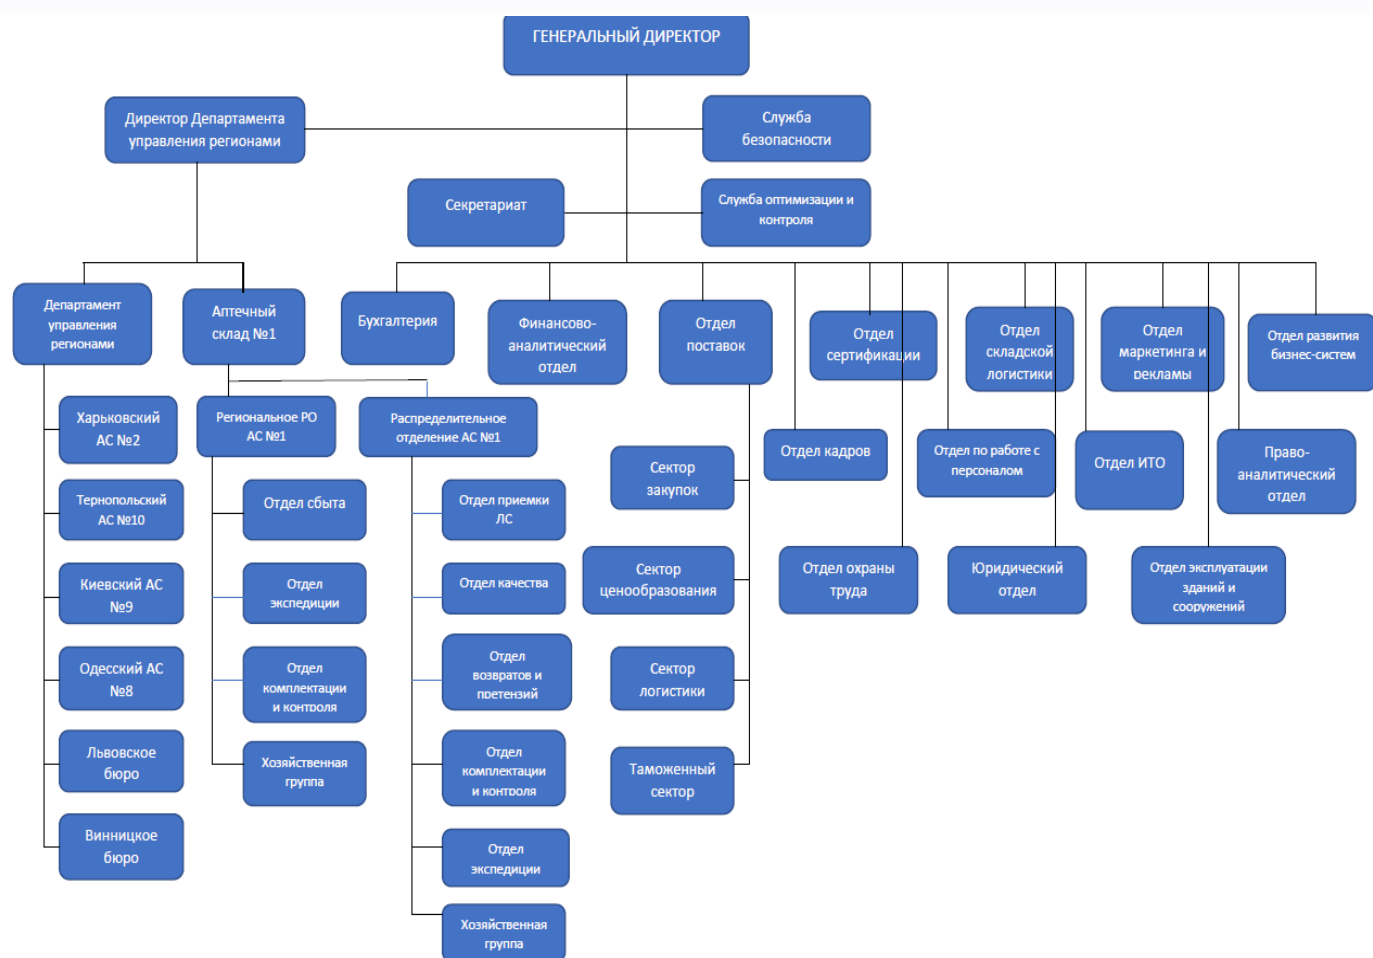 ГЕНЕРАЛЬНЫЙ ДИРЕКТОР
Директор Департамента
управления регионами
Служба
безопасности
Секретариат
Служба оптимизации и
контроля
Департамент
управления
регионами
Аптечный
склад №1
Бухгалтерия
Финансово-
аналитический
отдел
Отдел
поставок
Отдел
сертификации
Отдел
складской
логистики
Отдел
маркетинга и
рекламы
Отдел развития
бизнес-систем
Харьковский
АС №2
Региональное РО
АС №1
Распределительное
отделение АС №1
Сектор
закупок
Отдел кадров
Отдел по работе с
персоналом
Отдел ИТО
Право-
аналитический
отдел
Тернопольский
АС №10
Отдел сбыта
Отдел приемки
ЛС
Киевский АС
№9
Отдел
экспедиции
Отдел качества
Сектор
ценообразования
Отдел охраны
труда
Юридический
отдел
Отдел эксплуатации
зданий и
сооружений
Одесский АС
№8
Отдел
комплектации
и контроля
Отдел
возвратов и
претензий
Сектор
логистики
Львовское
бюро
Хозяйственная
группа
Отдел
комплектации
и контроля
Таможенный
сектор
Винницкое
бюро
Отдел
экспедиции
Хозяйственная
группа